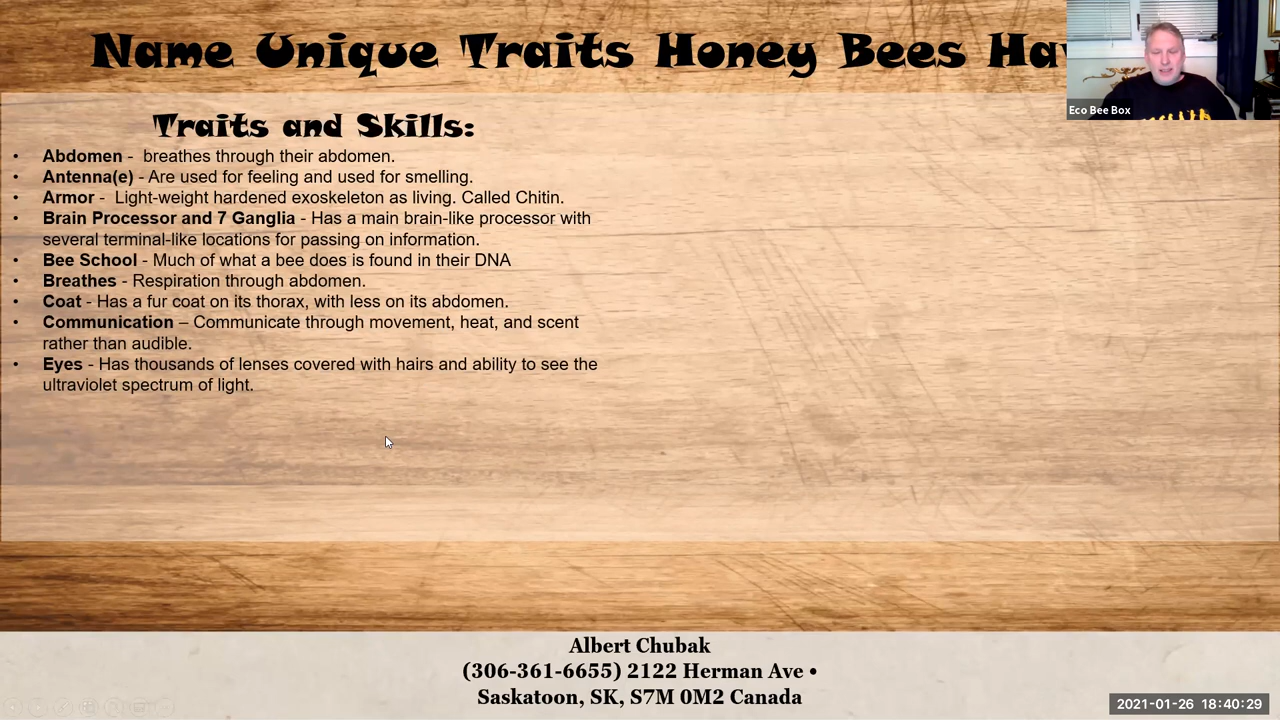 Name Unique Traits Honey Bees Ha
Eco Bee Box
Traits and Skills:
• Abdomen -  breathes through their abdomen.
• Antenna(e) - Are used for feeling and used for smelling.
• Armor -  Light-weight hardened exoskeleton as living. Called Chitin.
• Brain Processor and 7 Ganglia - Has a main brain-like processor with
several terminal-like locations for passing on information.
• Bee School - Much of what a bee does is found in their DNA
• Breathes - Respiration through abdomen.
• Coat - Has a fur coat on its thorax, with less on its abdomen.
• Communication – Communicate through movement, heat, and scent
rather than audible.
• Eyes - Has thousands of lenses covered with hairs and ability to see the
ultraviolet spectrum of light.
Albert Chubak
(306-361-6655) 2122 Herman Ave •
Saskatoon, SK, S7M 0M2 Canada
2021-01-26 18:40:29